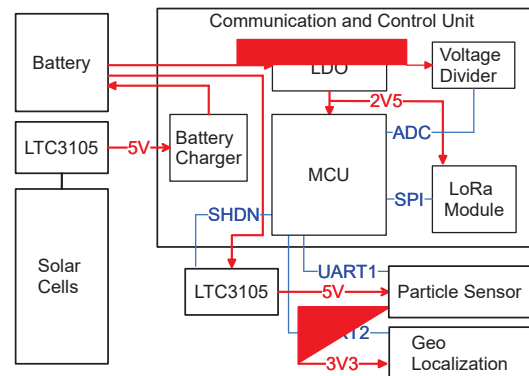 Communication and Control Unit
Battery
LDO
Voltage
Divider
2V5
ADC
LTC3105
5V
Battery
Charger
MCU
SPI
LoRa
Module
SHDN
Solar
Cells
UART1
LTC3105
5V
Particle Sensor
Geo
Localization
3V3